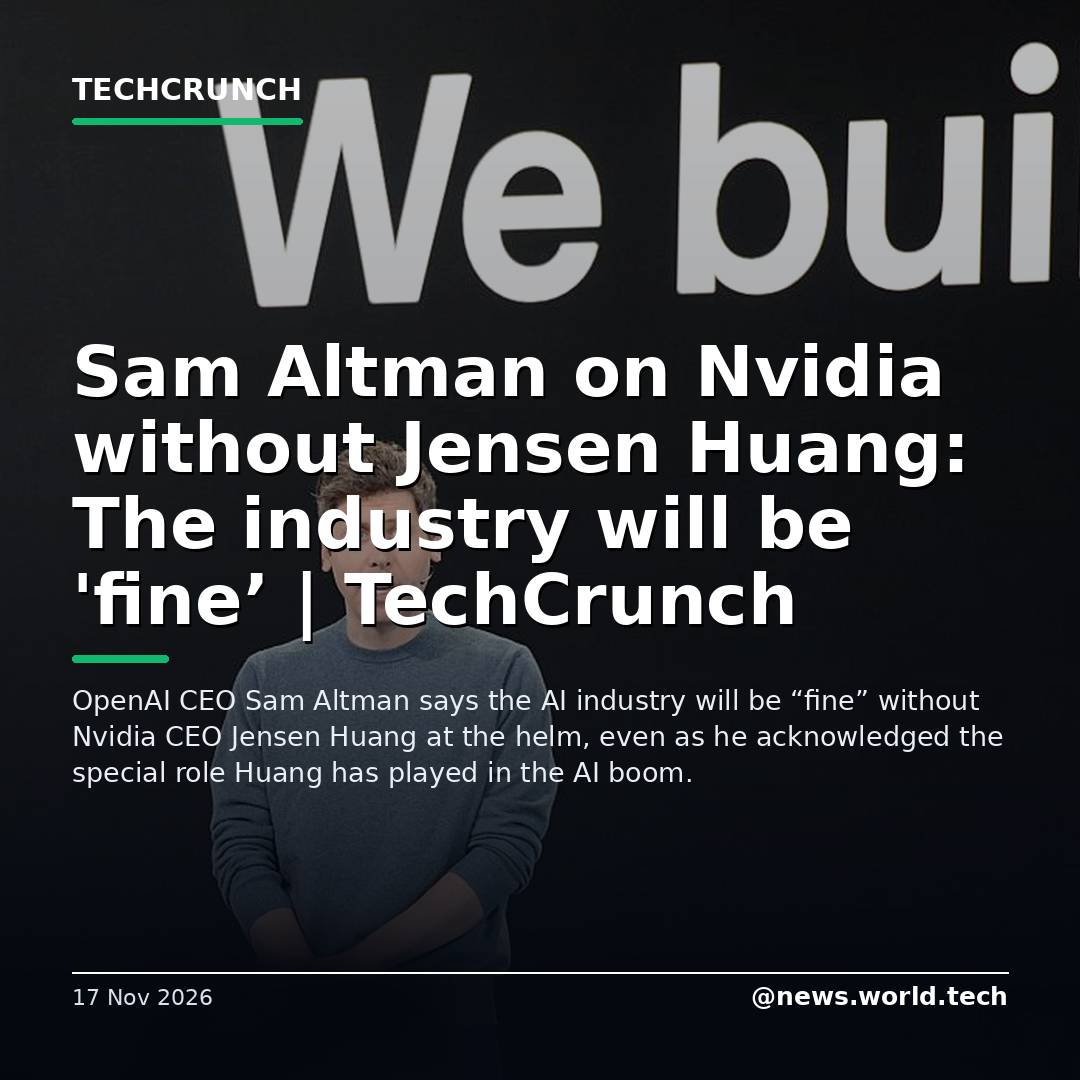 TECHCRUNCH
We bui
Sam Altman on Nvidia
without Jensen Huang:
The industry will be
'fine’ | TechCrunch
OpenAI CEO Sam Altman says the AI industry will be “fine” without
Nvidia CEO Jensen Huang at the helm, even as he acknowledged the
special role Huang has played in the AI boom.
17 Nov 2026
@news.world.tech